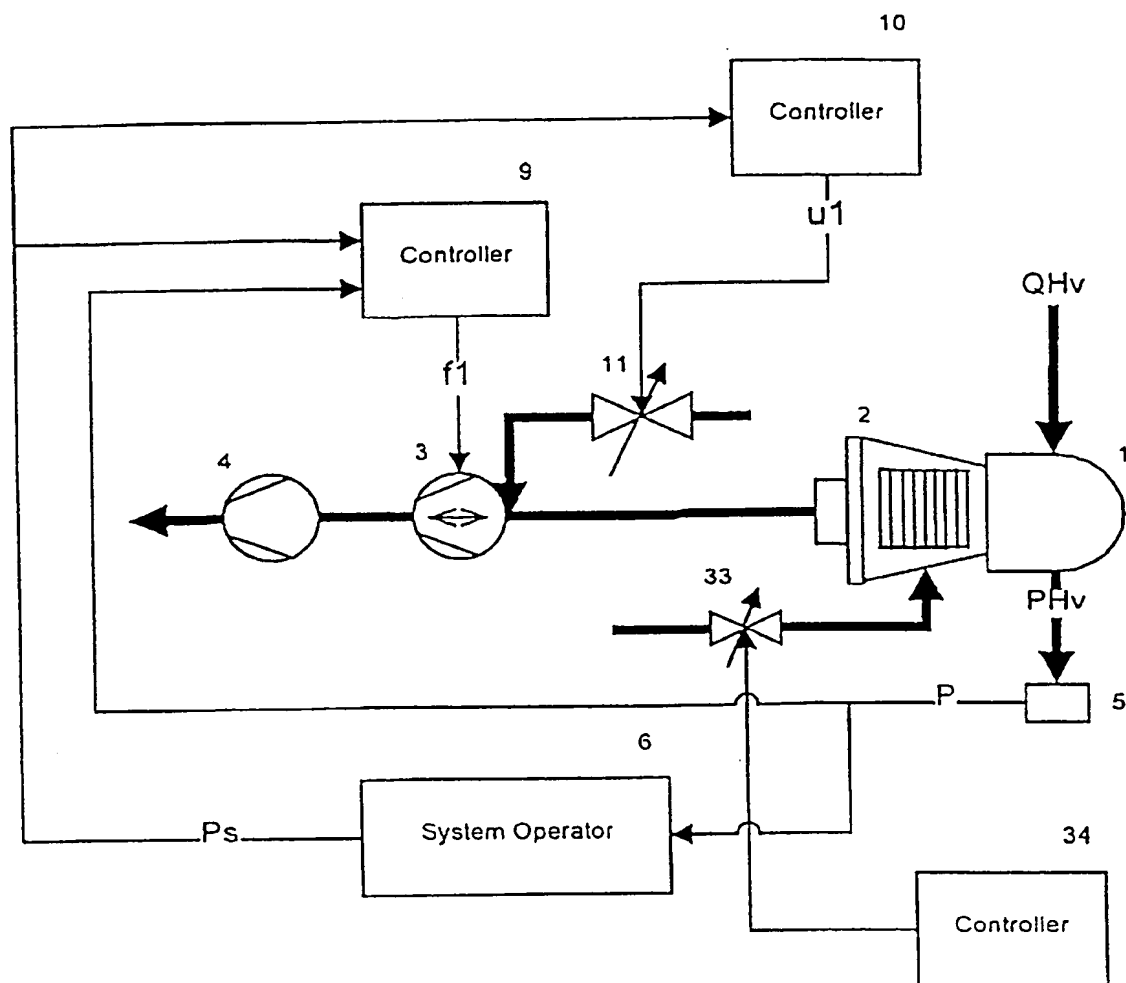 10
Controller
9
u1
Controller
QHv
11
f1
2
1
3
4
33
PHv
P
5
6
System Operator
Ps
34
Controller